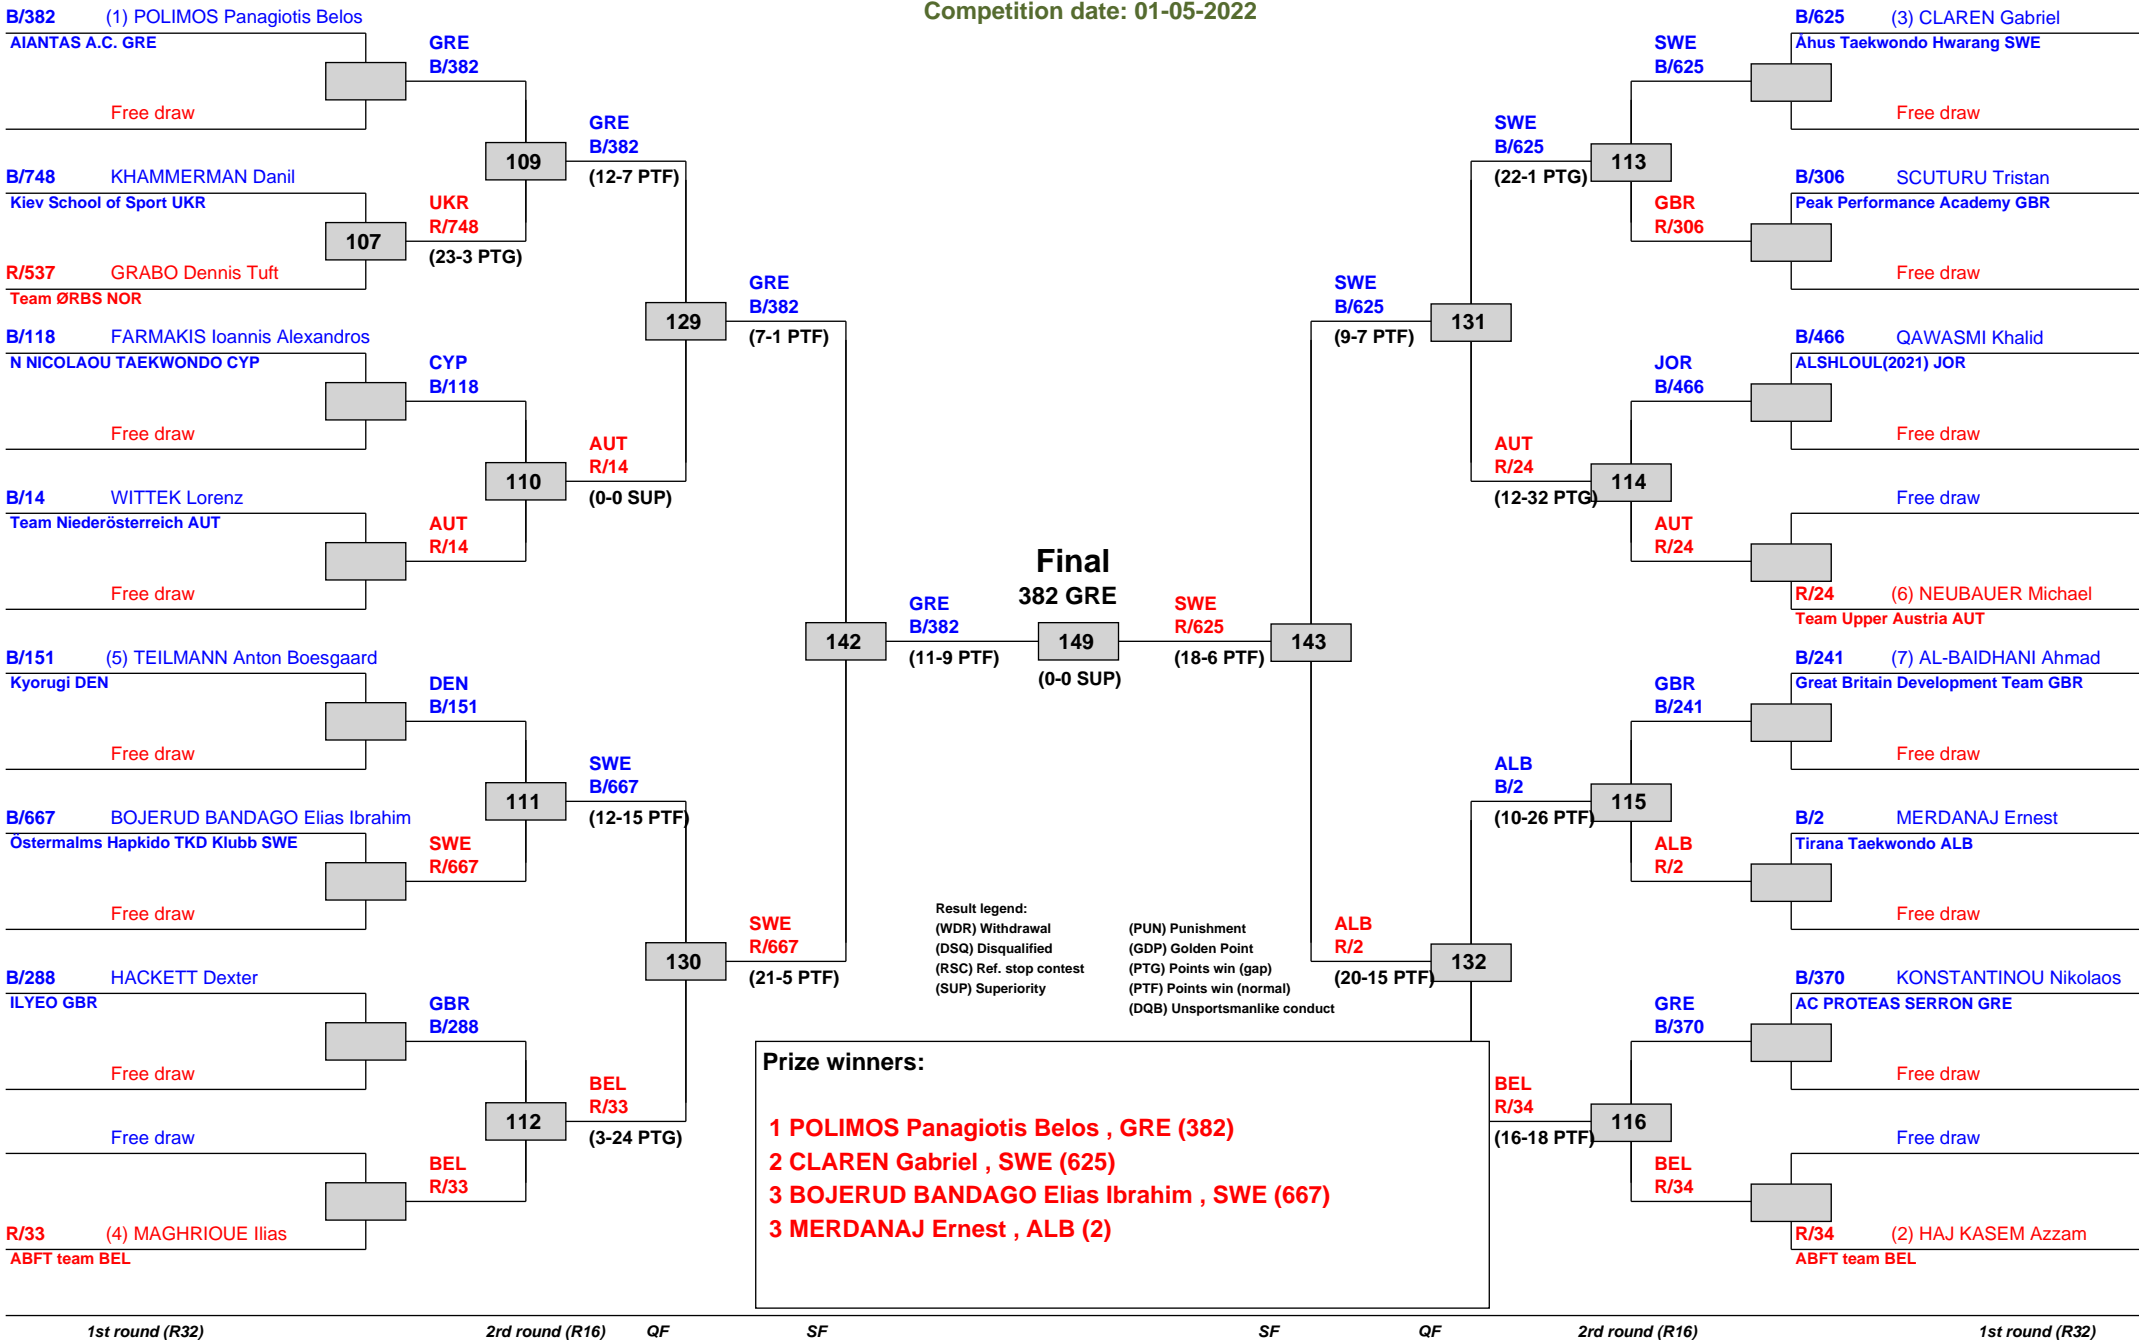 Competition date: 01-05-2022
B/382 (1) POLIMOS Panagiotis Belos
AIANTAS A.C. GRE
Free draw
B/748 KHAMMERMAN Danil
Kiev School of Sport UKR
R/537 GRABO Dennis Tuft
Team ØRBS NOR
B/118 FARMAKIS Ioannis Alexandros
N NICOLAOU TAEKWONDO CYP
Free draw
B/14 WITTEK Lorenz
Team Niederösterreich AUT
Free draw
B/151 (5) TEILMANN Anton Boesgaard
Kyorugi DEN
Free draw
B/667 BOJERUD BANDAGO Elias Ibrahim
Östermalms Hapkido TKD Klubb SWE
Free draw
B/288 HACKETT Dexter
ILYEO GBR
Free draw
Free draw
R/33 (4) MAGHRIOUE Ilias
ABFT team BEL
107
GRE
B/382
UKR
R/748
(23-3 PTG)
CYP
B/118
AUT
R/14
DEN
B/151
SWE
R/667
GBR
B/288
BEL
R/33
109
110
111
112
GRE
B/382
(12-7 PTF)
AUT
R/14
(0-0 SUP)
SWE
B/667
(12-15 PTF)
BEL
R/33
(3-24 PTG)
129
130
GRE
B/382
(7-1 PTF)
SWE
R/667
(21-5 PTF)
142
GRE
B/382
(11-9 PTF)
Final
382 GRE
149
(0-0 SUP)
SWE
R/625
(18-6 PTF)
143
SWE
B/625
(9-7 PTF)
ALB
R/2
(20-15 PTF)
131
132
SWE
B/625
(22-1 PTG)
AUT
R/24
(12-32 PTG)
ALB
B/2
(10-26 PTF)
BEL
R/34
(16-18 PTF)
113
114
115
116
SWE
B/625
GBR
R/306
JOR
B/466
AUT
R/24
GBR
B/241
ALB
R/2
GRE
B/370
BEL
R/34
B/625 (3) CLAREN Gabriel
Åhus Taekwondo Hwarang SWE
Free draw
B/306 SCUTURU Tristan
Peak Performance Academy GBR
Free draw
B/466 QAWASMI Khalid
ALSHLOUL(2021) JOR
Free draw
Free draw
R/24 (6) NEUBAUER Michael
Team Upper Austria AUT
B/241 (7) AL-BAIDHANI Ahmad
Great Britain Development Team GBR
Free draw
B/2 MERDANAJ Ernest
Tirana Taekwondo ALB
Free draw
B/370 KONSTANTINOU Nikolaos
AC PROTEAS SERRON GRE
Free draw
Free draw
R/34 (2) HAJ KASEM Azzam
ABFT team BEL
Result legend:
(WDR) Withdrawal
(DSQ) Disqualified
(RSC) Ref. stop contest
(SUP) Superiority
(PUN) Punishment
(GDP) Golden Point
(PTG) Points win (gap)
(PTF) Points win (normal)
(DQB) Unsportsmanlike conduct
Prize winners:
1 POLIMOS Panagiotis Belos , GRE (382)
2 CLAREN Gabriel , SWE (625)
3 BOJERUD BANDAGO Elias Ibrahim , SWE (667)
3 MERDANAJ Ernest , ALB (2)
1st round (R32) 2rd round (R16) QF SF SF QF 2rd round (R16) 1st round (R32)